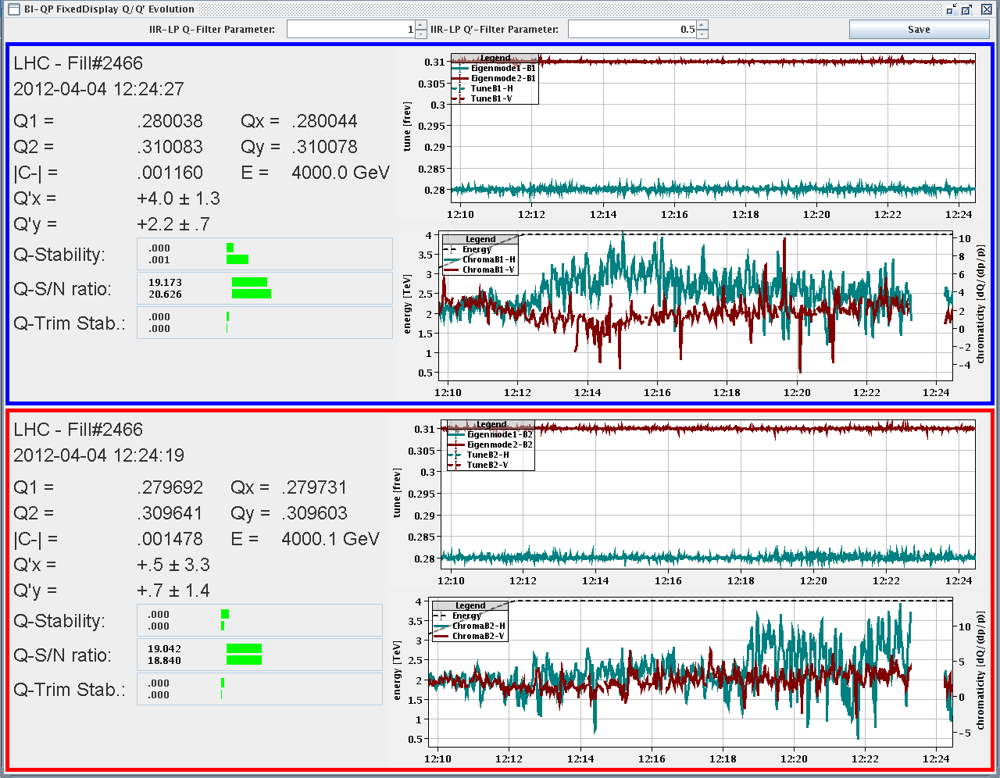 BI-QP FixedDisplay Q/Q' Evolution
IIR-LP Q-Filter Parameter: 1 IIR-LP Q'-Filter Parameter: 0.5 Save
LHC - Fill#2466
2012-04-04 12:24:27
Q1 = .280038 Qx = .280044
Q2 = .310083 Qy = .310078
|C-| = .001160 E = 4000.0 GeV
Q'x = +4.0 ± 1.3
Q'y = +2.2 ± .7
Q-Stability: .000
.001
Q-S/N ratio: 19.173
20.626
Q-Trim Stab.: .000
.000
Legend
Eigenmode1-B1
Eigenmode2-B1
TuneB1-H
TuneB1-V
tune [frev]
0.31
0.305
0.3
0.295
0.29
0.285
0.28
12:10 12:12 12:14 12:16 12:18 12:20 12:22 12:24
Legend
Energy
ChromaB1-H
ChromaB1-V
energy [TeV]
4
3.5
3
2.5
2
1.5
1
0.5
10
8
6
4
2
0
-2
-4
chromaticity [dQ/(dp/p)]
12:10 12:12 12:14 12:16 12:18 12:20 12:22 12:24
LHC - Fill#2466
2012-04-04 12:24:19
Q1 = .279692 Qx = .279731
Q2 = .309641 Qy = .309603
|C-| = .001478 E = 4000.1 GeV
Q'x = +.5 ± 3.3
Q'y = +.7 ± 1.4
Q-Stability: .000
.000
Q-S/N ratio: 19.042
18.840
Q-Trim Stab.: .000
.000
Legend
Eigenmode1-B2
Eigenmode2-B2
TuneB2-H
TuneB2-V
tune [frev]
0.31
0.305
0.3
0.295
0.29
0.285
0.28
12:10 12:12 12:14 12:16 12:18 12:20 12:22 12:24
Legend
Energy
ChromaB2-H
ChromaB2-V
energy [TeV]
4
3.5
3
2.5
2
1.5
1
0.5
10
5
0
-5
chromaticity [dQ/(dp/p)]
12:10 12:12 12:14 12:16 12:18 12:20 12:22 12:24